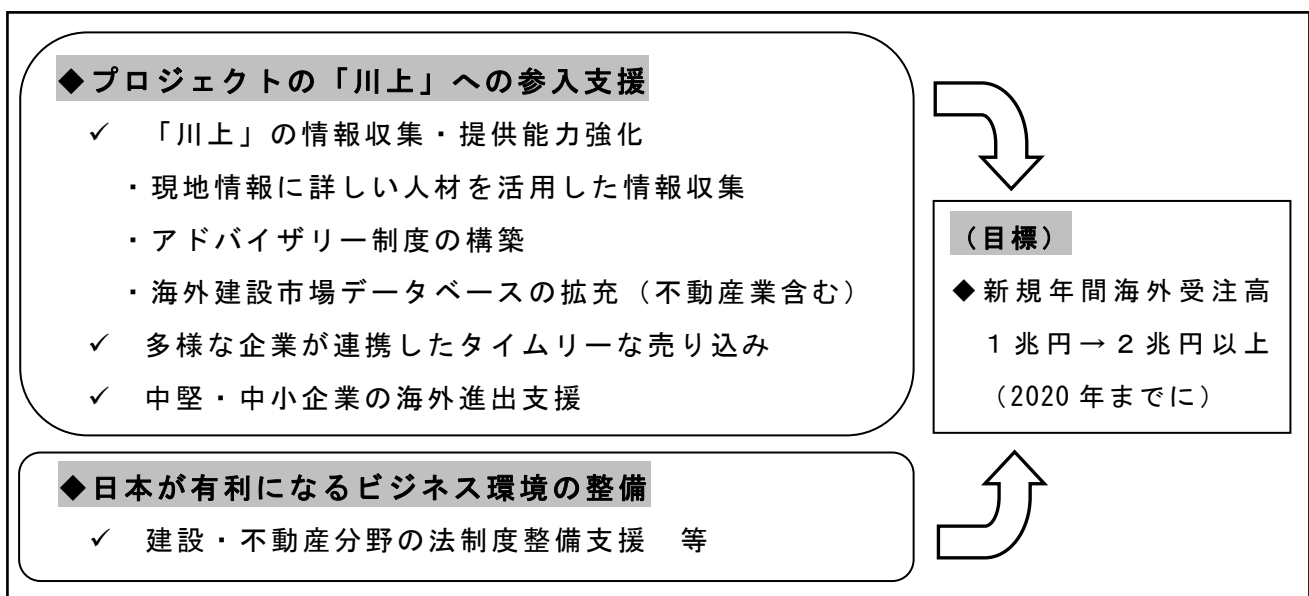 ◆プロジェクトの「川上」への参入支援
✓ 「川上」の情報収集・提供能力強化
・現地情報に詳しい人材を活用した情報収集
・アドバイザリー制度の構築
・海外建設市場データベースの拡充（不動産業含む）
✓ 多様な企業が連携したタイムリーな売り込み
✓ 中堅・中小企業の海外進出支援
◆日本が有利になるビジネス環境の整備
✓ 建設・不動産分野の法制度整備支援　等
（目標）
◆新規年間海外受注高
１兆円→２兆円以上
（2020年までに）